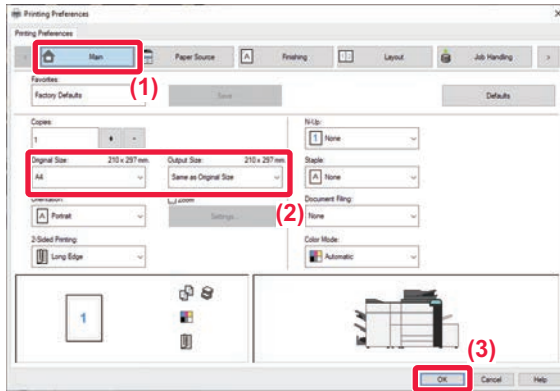 Printing Preferences
Printing Preferences
Main Paper Source Finishing Layout Job Handling
(1)
Favorites:
Factory Defaults Save Defaults
Copies: N-Up:
1 1 None
Original Size: 210 x 297 mm. Output Size: 210 x 297 mm. Staple:
A4 Same as Original Size None
Orientation: Zoom (2) Document Filing:
Portrait Settings... None
2-Sided Printing: Color Mode:
Long Edge Automatic
1
(3)
OK Cancel Help